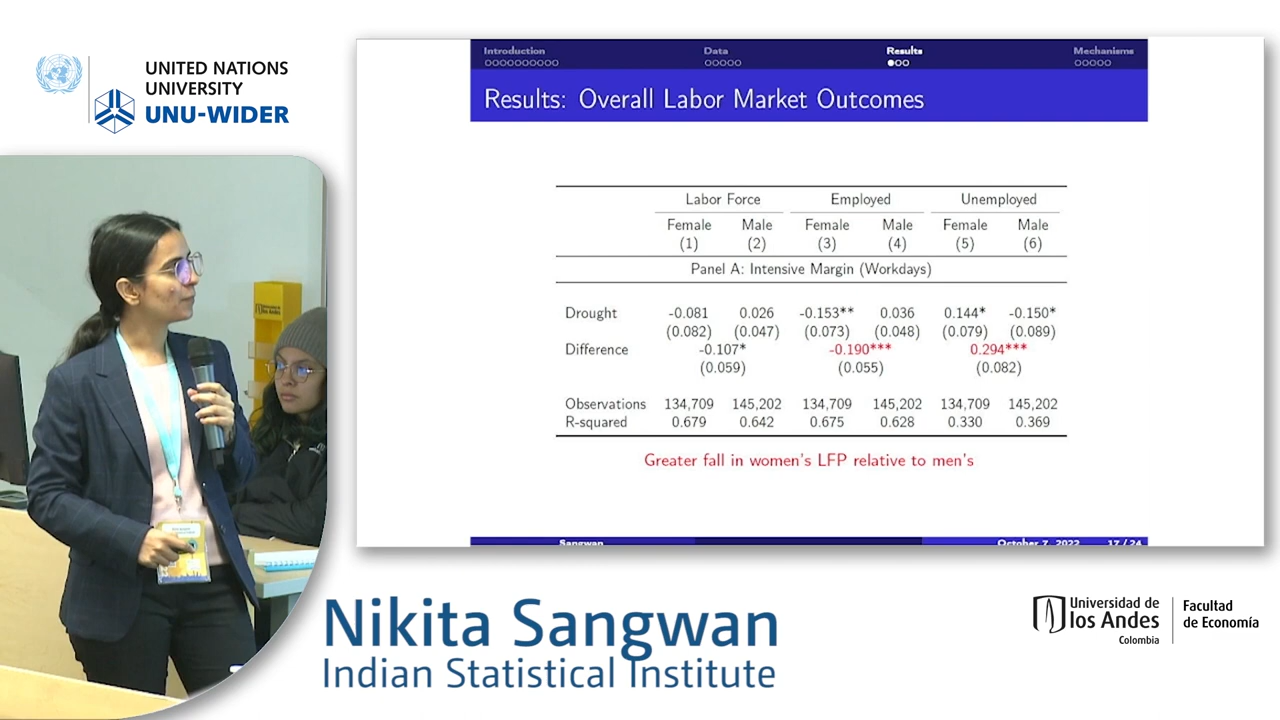 UNITED NATIONS
UNIVERSITY
UNU-WIDER
Introduction Data Results Mechanisms
Results: Overall Labor Market Outcomes
Labor Force Employed Unemployed
Female Male Female Male Female Male
(1) (2) (3) (4) (5) (6)
Panel A: Intensive Margin (Workdays)
Drought -0.081 0.026 -0.153** 0.036 0.144* -0.150*
(0.082) (0.047) (0.073) (0.048) (0.079) (0.089)
Difference -0.107* -0.190*** 0.294***
(0.059) (0.055) (0.082)
Observations 134,709 145,202 134,709 145,202 134,709 145,202
R-squared 0.679 0.642 0.675 0.628 0.330 0.369
Greater fall in women's LFP relative to men's
Sangwan October 7, 2022 17 / 24
Nikita Sangwan
Indian Statistical Institute
Universidad de
los Andes
Colombia
Facultad
de Economía